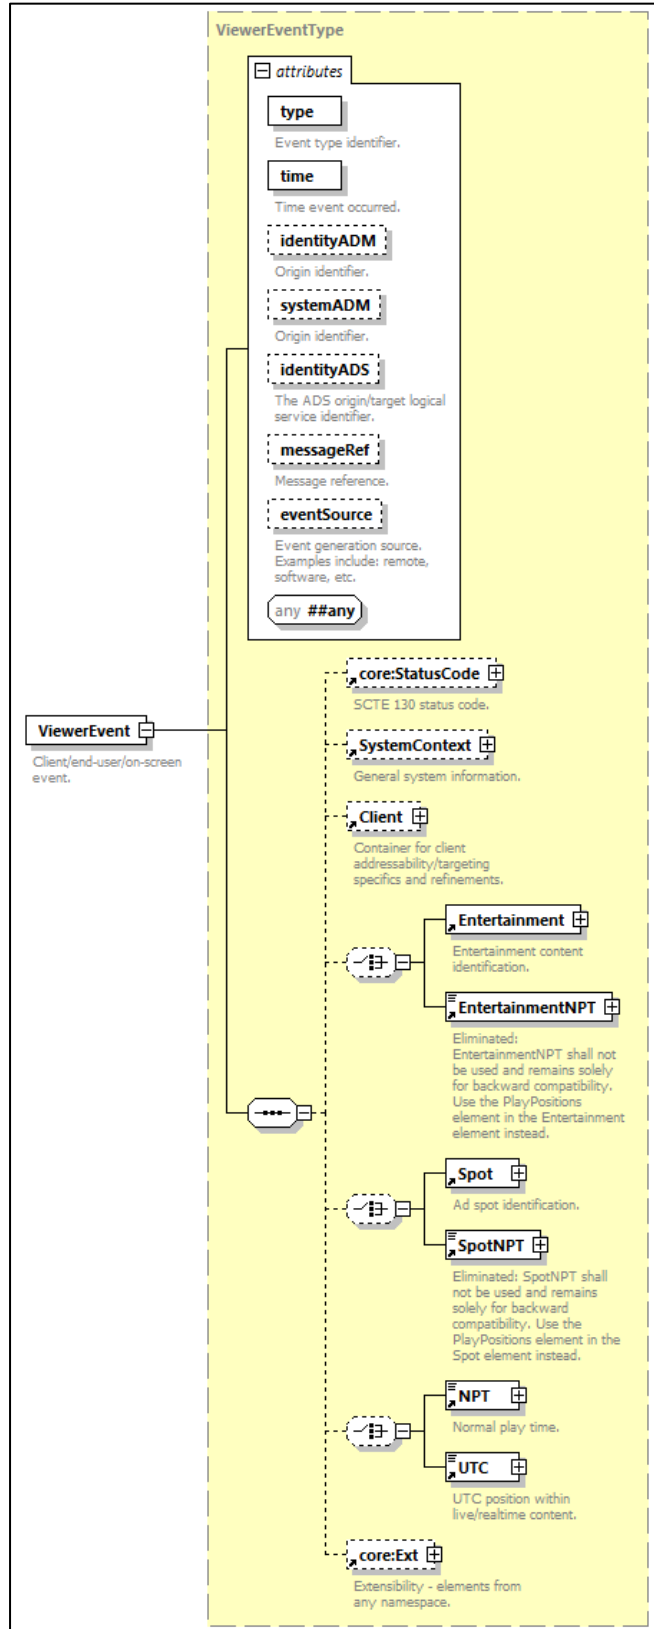 ViewerEventType
attributes
type
Event type identifier.
time
Time event occurred.
identityADM
Origin identifier.
systemADM
Origin identifier.
identityADS
The ADS origin/target logical
service identifier.
messageRef
Message reference.
eventSource
Event generation source.
Examples include: remote,
software, etc.
any ##any
ViewerEvent
Client/end-user/on-screen
event.
core:StatusCode
SCTE 130 status code.
SystemContext
General system information.
Client
Container for client
addressability/targeting
specifics and refinements.
Entertainment
Entertainment content
identification.
EntertainmentNPT
Eliminated:
EntertainmentNPT shall not
be used and remains solely
for backward compatibility.
Use the PlayPositions
element in the Entertainment
element instead.
Spot
Ad spot identification.
SpotNPT
Eliminated: SpotNPT shall
not be used and remains
solely for backward
compatibility. Use the
PlayPositions element in the
Spot element instead.
NPT
Normal play time.
UTC
UTC position within
live/realtime content.
core:Ext
Extensibility - elements from
any namespace.